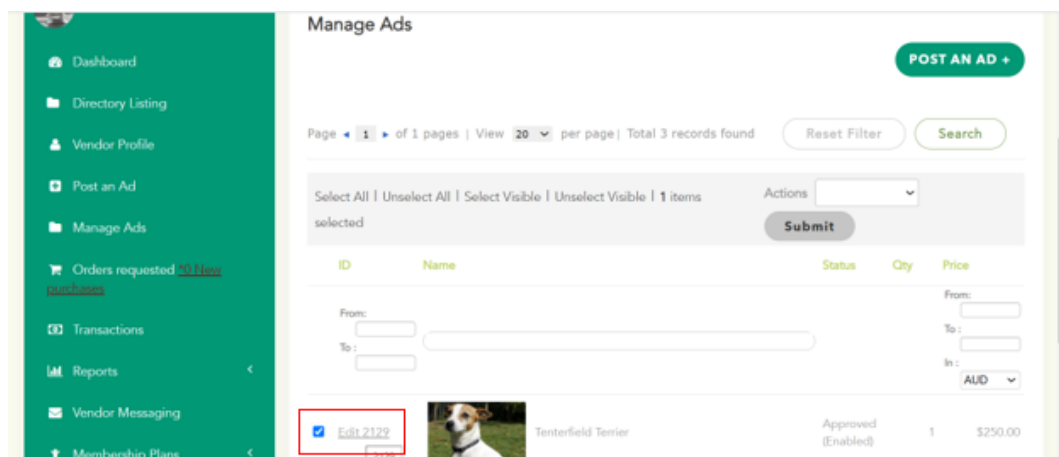 Manage Ads
POST AN AD +
Dashboard
Directory Listing
Vendor Profile
Post an Ad
Manage Ads
Orders requested *0 New
purchases
Transactions
Reports
Vendor Messaging
Membership Plans
Page 1 of 1 pages | View 20 per page| Total 3 records found
Reset Filter
Search
Select All | Unselect All | Select Visible | Unselect Visible | 1 items
selected
Actions
Submit
ID Name Status Qty Price
From:
To :
From:
To :
In :
AUD
Edit 2129
2129
Tenterfield Terrier
Approved
(Enabled)
1
$250.00